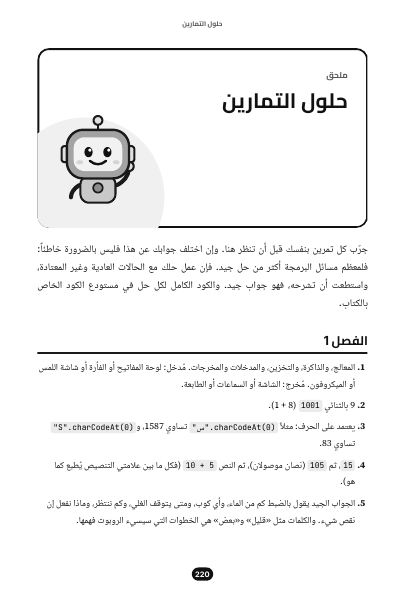 حلول التمارين
ملحق
حلول التمارين
جرّب كل تمرين بنفسك قبل أن تنظر هنا. وإن اختلف جوابك عن هذا فليس بالضرورة خاطئًا؛
فلمعظم مسائل البرمجة أكثر من حل جيد. فإن عمل حلك مع الحالات العادية وغير المعتادة،
واستطعت أن تشرحه، فهو جواب جيد. والكود الكامل لكل حل في مستودع الكود الخاص
بالكتاب.
الفصل 1
1. المعالج، والذاكرة، والتخزين، والمدخلات والمخرجات. مُدخل: لوحة المفاتيح أو الفأرة أو شاشة اللمس
أو الميكروفون. مُخرج: الشاشة أو السماعات أو الطابعة.
2. 9 بالثنائي 1001 (8 + 1).
3. يعتمد على الحرف: مثلًا "س".charCodeAt(0) تساوي 1587، و "S".charCodeAt(0)
تساوي 83.
4. 15 ، ثم 105 (نصان موصولان)، ثم النص 5 + 10 (فكل ما بين علامتي التنصيص يُطبع كما
هو).
5. الجواب الجيد يقول بالضبط كم من الماء، وأي كوب، ومتى يتوقف الغلي، وكم ننتظر، وماذا نفعل إن
نقص شيء. والكلمات مثل «قليل» و«بعض» هي الخطوات التي سيسيء الروبوت فهمها.
220